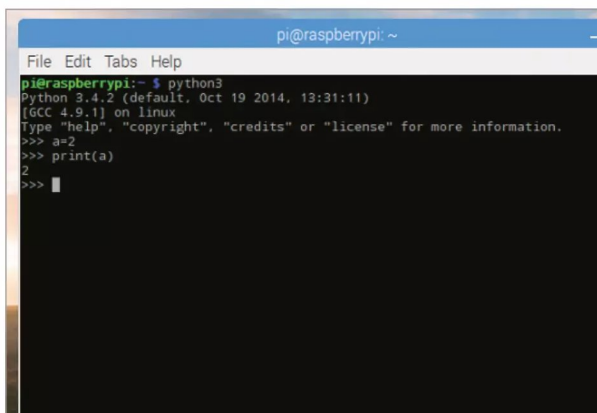 pi@raspberrypi: ~
File Edit Tabs Help
pi@raspberrypi:~ $ python3
Python 3.4.2 (default, Oct 19 2014, 13:31:11)
[GCC 4.9.1] on linux
Type "help", "copyright", "credits" or "license" for more information.
>>> a=2
>>> print(a)
2
>>>